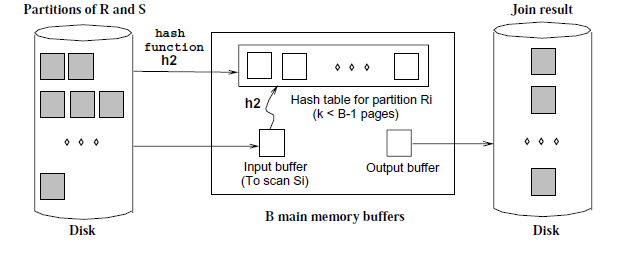 Partitions of R and S
Join result
hash
function
h2
h2
Hash table for partition Ri
(k < B-1 pages)
Input buffer
(To scan Si)
Output buffer
B main memory buffers
Disk
Disk